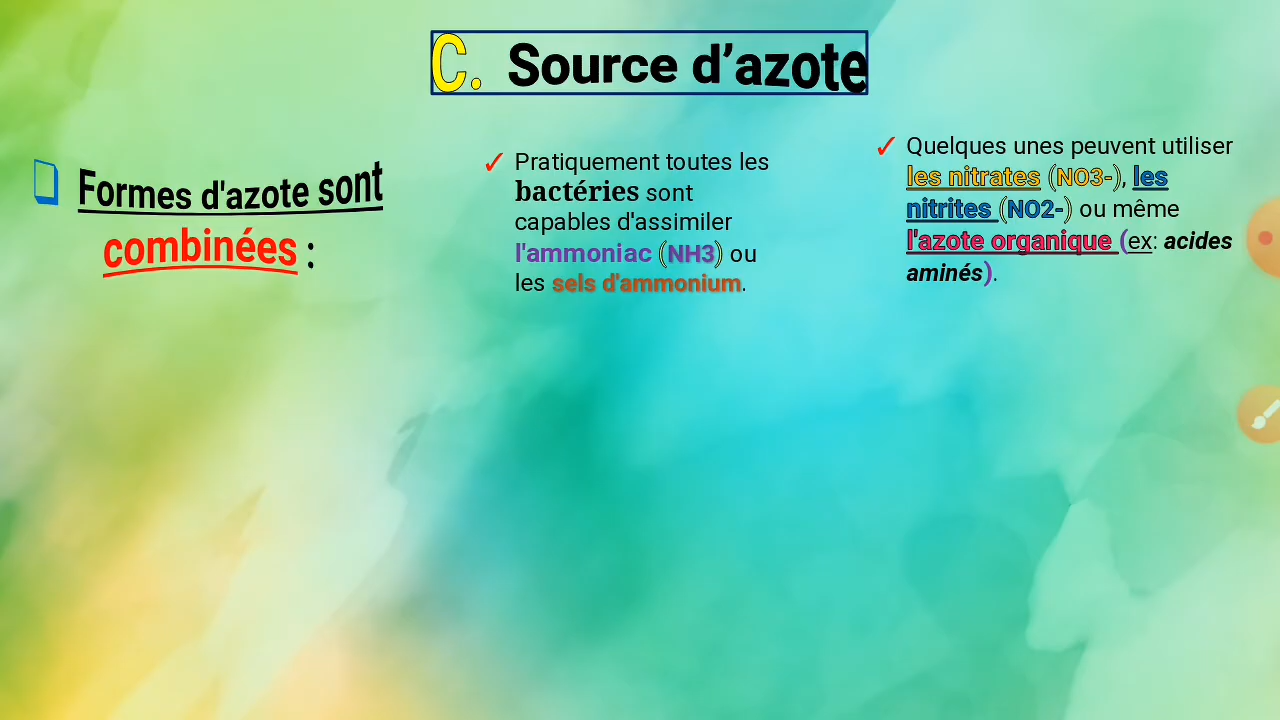 C. Source d’azote
Formes d'azote sont
combinées :
✓ Pratiquement toutes les
bactéries sont
capables d'assimiler
l'ammoniac (NH3) ou
les sels d'ammonium.
✓ Quelques unes peuvent utiliser
les nitrates (NO3-), les
nitrites (NO2-) ou même
l'azote organique (ex: acides
aminés).